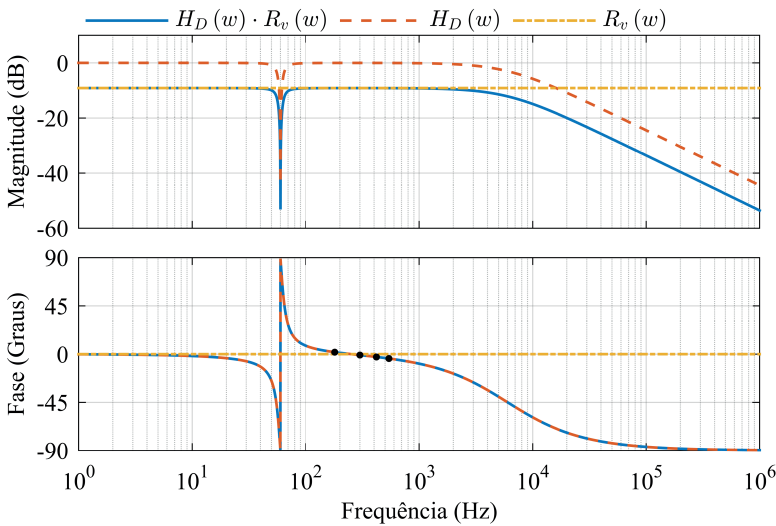 H_D (w) · R_v (w) H_D (w) R_v (w)
Magnitude (dB)
0
-20
-40
-60
Fase (Graus)
90
45
0
-45
-90
10^0 10^1 10^2 10^3 10^4 10^5 10^6
Frequência (Hz)